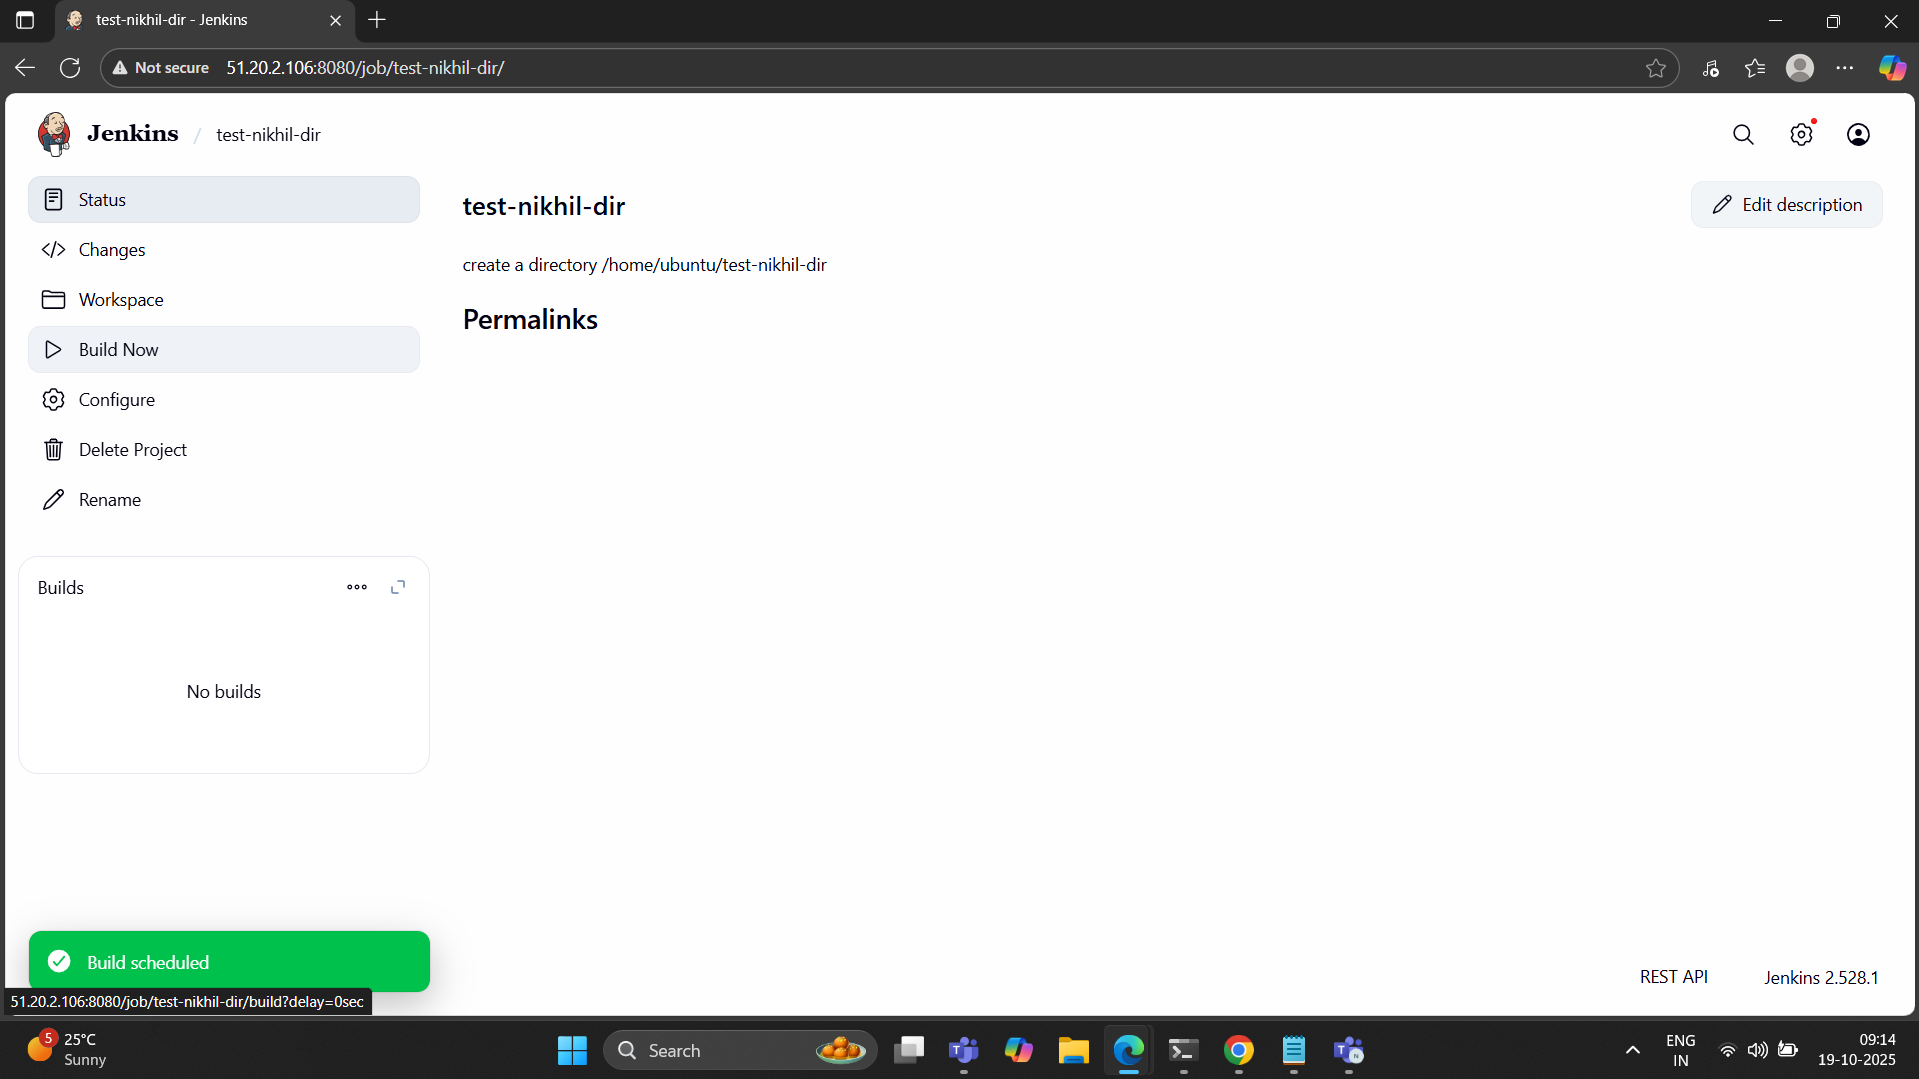 test-nikhil-dir - Jenkins
Not secure 51.20.2.106:8080/job/test-nikhil-dir/
Jenkins / test-nikhil-dir
Status
Changes
Workspace
Build Now
Configure
Delete Project
Rename
Builds
No builds
test-nikhil-dir
Edit description
create a directory /home/ubuntu/test-nikhil-dir
Permalinks
Build scheduled
51.20.2.106:8080/job/test-nikhil-dir/build?delay=0sec
REST API Jenkins 2.528.1
5
25°C
Sunny
Search
ENG
IN
09:14
19-10-2025